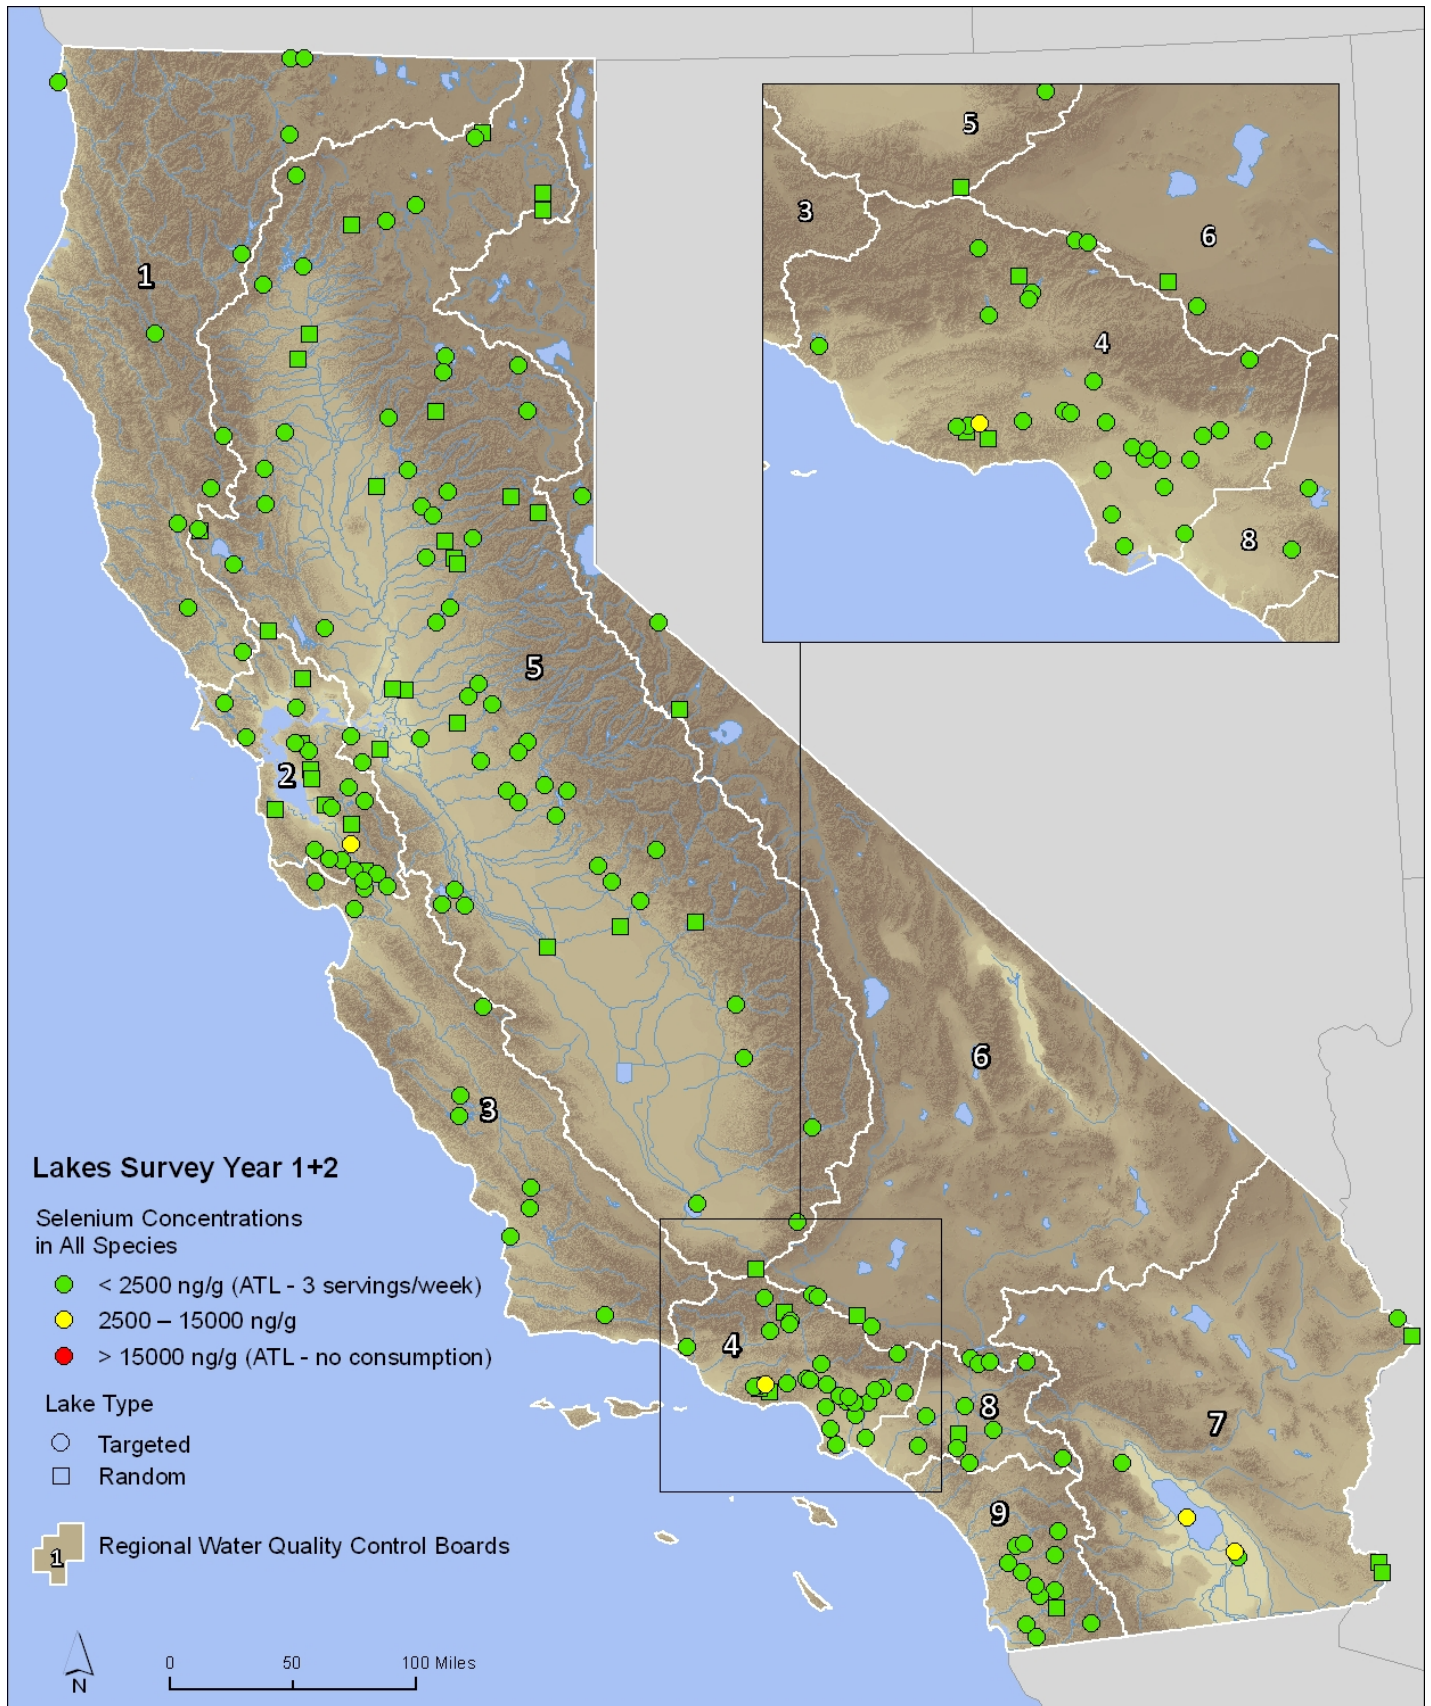 5
3
6
4
8
1
5
2
6
3
4
8
7
9
Lakes Survey Year 1+2
Selenium Concentrations
in All Species
< 2500 ng/g (ATL - 3 servings/week)
2500 – 15000 ng/g
> 15000 ng/g (ATL - no consumption)
Lake Type
Targeted
Random
1
Regional Water Quality Control Boards
N
0 50 100 Miles